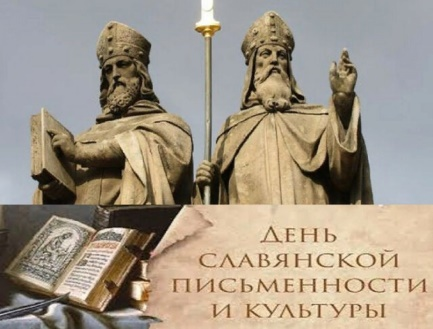 День
славянской
письменности
и культуры